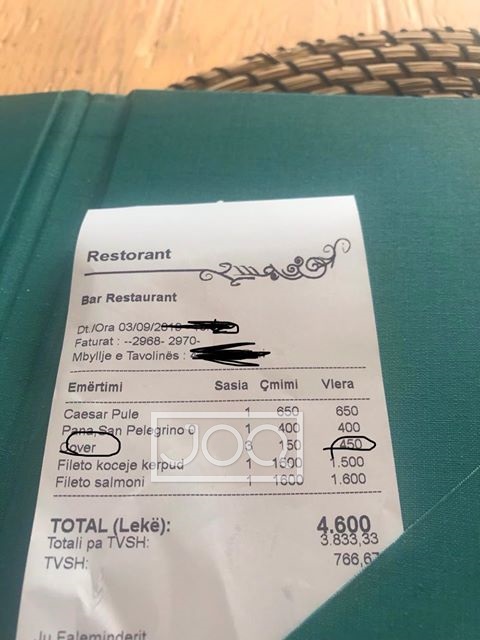 Restorant
Bar Restaurant
Dt./Ora 03/09/2019
Faturat : --2968- 2970-
Mbyllje e Tavolinës :
Emërtimi Sasia Çmimi Vlera
Caesar Pule 1 650 650
Pana,San Pelegrino 0 1 400 400
Cover 3 150 450
Fileto koceje kerpud 1 1500 1.500
Fileto salmoni 1 1600 1.600
JOQ
TOTAL (Lekë): 4.600
Totali pa TVSH: 3.833,33
TVSH: 766,67
Ju Faleminderit